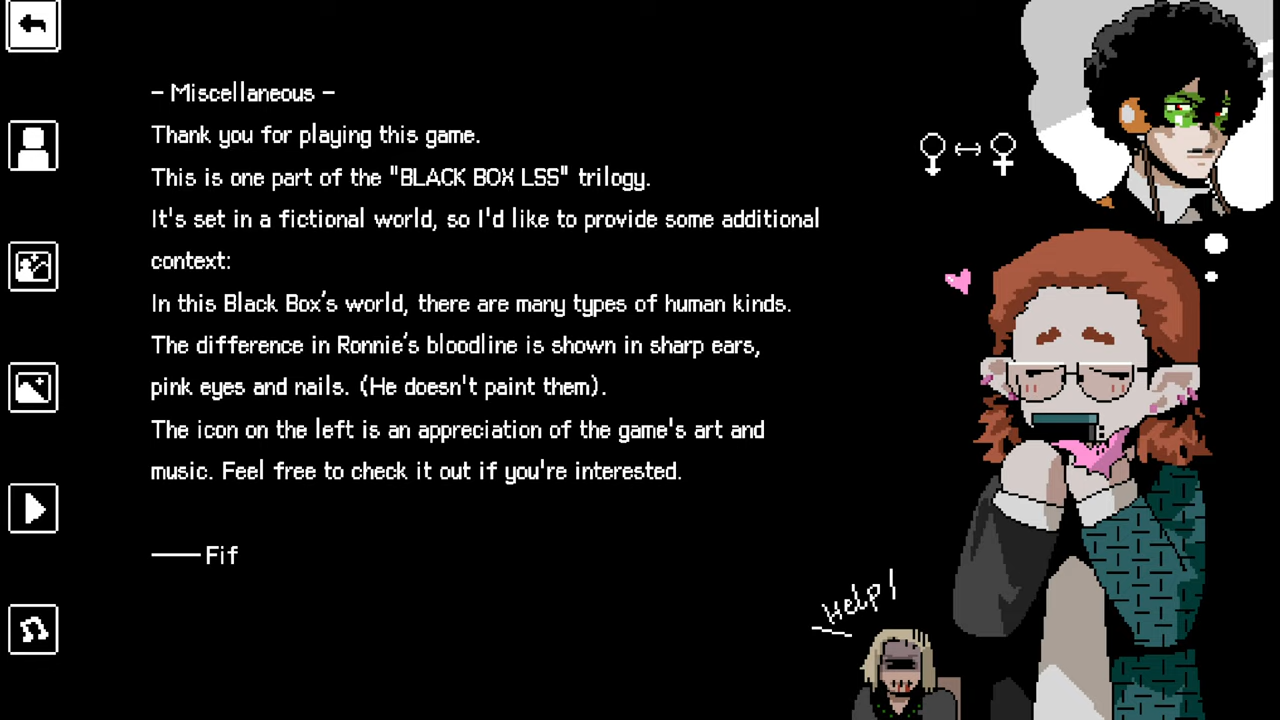 - Miscellaneous -
Thank you for playing this game.
This is one part of the "BLACK BOX LSS" trilogy.
It's set in a fictional world, so I'd like to provide some additional
context:
In this Black Box's world, there are many types of human kinds.
The difference in Ronnie's bloodline is shown in sharp ears,
pink eyes and nails. (He doesn't paint them).
The icon on the left is an appreciation of the game's art and
music. Feel free to check it out if you're interested.
——Fif
Help!